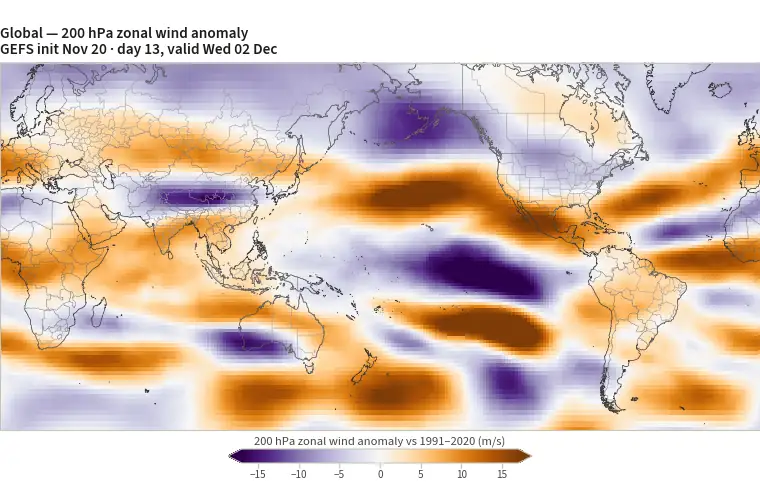 Global — 200 hPa zonal wind anomaly
GEFS init Nov 20 · day 13, valid Wed 02 Dec
200 hPa zonal wind anomaly vs 1991–2020 (m/s)
−15 −10 −5 0 5 10 15